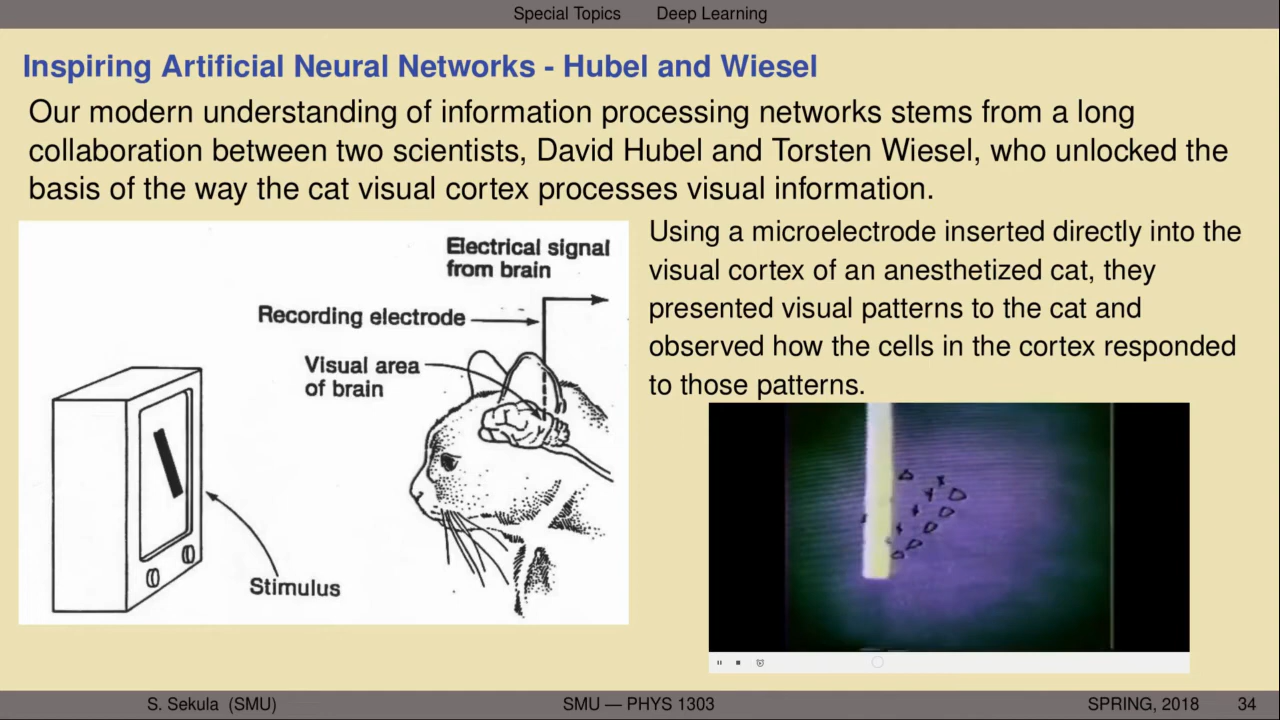 Special Topics Deep Learning
Inspiring Artificial Neural Networks - Hubel and Wiesel
Our modern understanding of information processing networks stems from a long
collaboration between two scientists, David Hubel and Torsten Wiesel, who unlocked the
basis of the way the cat visual cortex processes visual information.
Electrical signal
from brain
Recording electrode
Visual area
of brain
Stimulus
Using a microelectrode inserted directly into the
visual cortex of an anesthetized cat, they
presented visual patterns to the cat and
observed how the cells in the cortex responded
to those patterns.
S. Sekula (SMU) SMU — PHYS 1303 SPRING, 2018 34